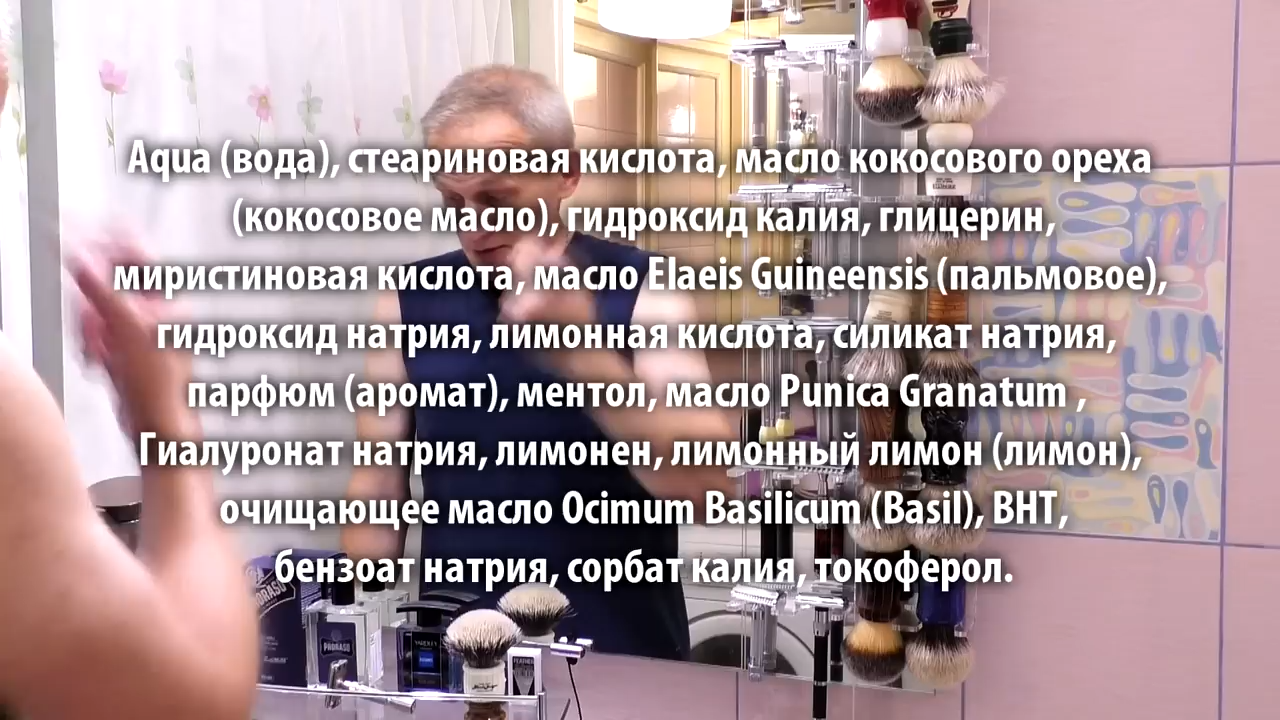 Aqua (вода), стеариновая кислота, масло кокосового ореха
(кокосовое масло), гидроксид калия, глицерин,
миристиновая кислота, масло Elaeis Guineensis (пальмовое),
гидроксид натрия, лимонная кислота, силикат натрия,
парфюм (аромат), ментол, масло Punica Granatum ,
Гиалуронат натрия, лимонен, лимонный лимон (лимон),
очищающее масло Ocimum Basilicum (Basil), BHT,
бензоат натрия, сорбат калия, токоферол.
PRORASO
FEATHER